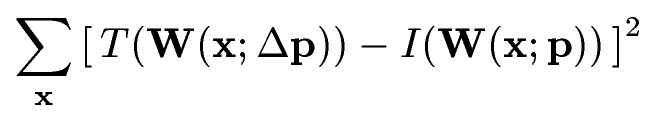 ∑ₓ [ T(W(x; Δp)) − I(W(x; p)) ]²